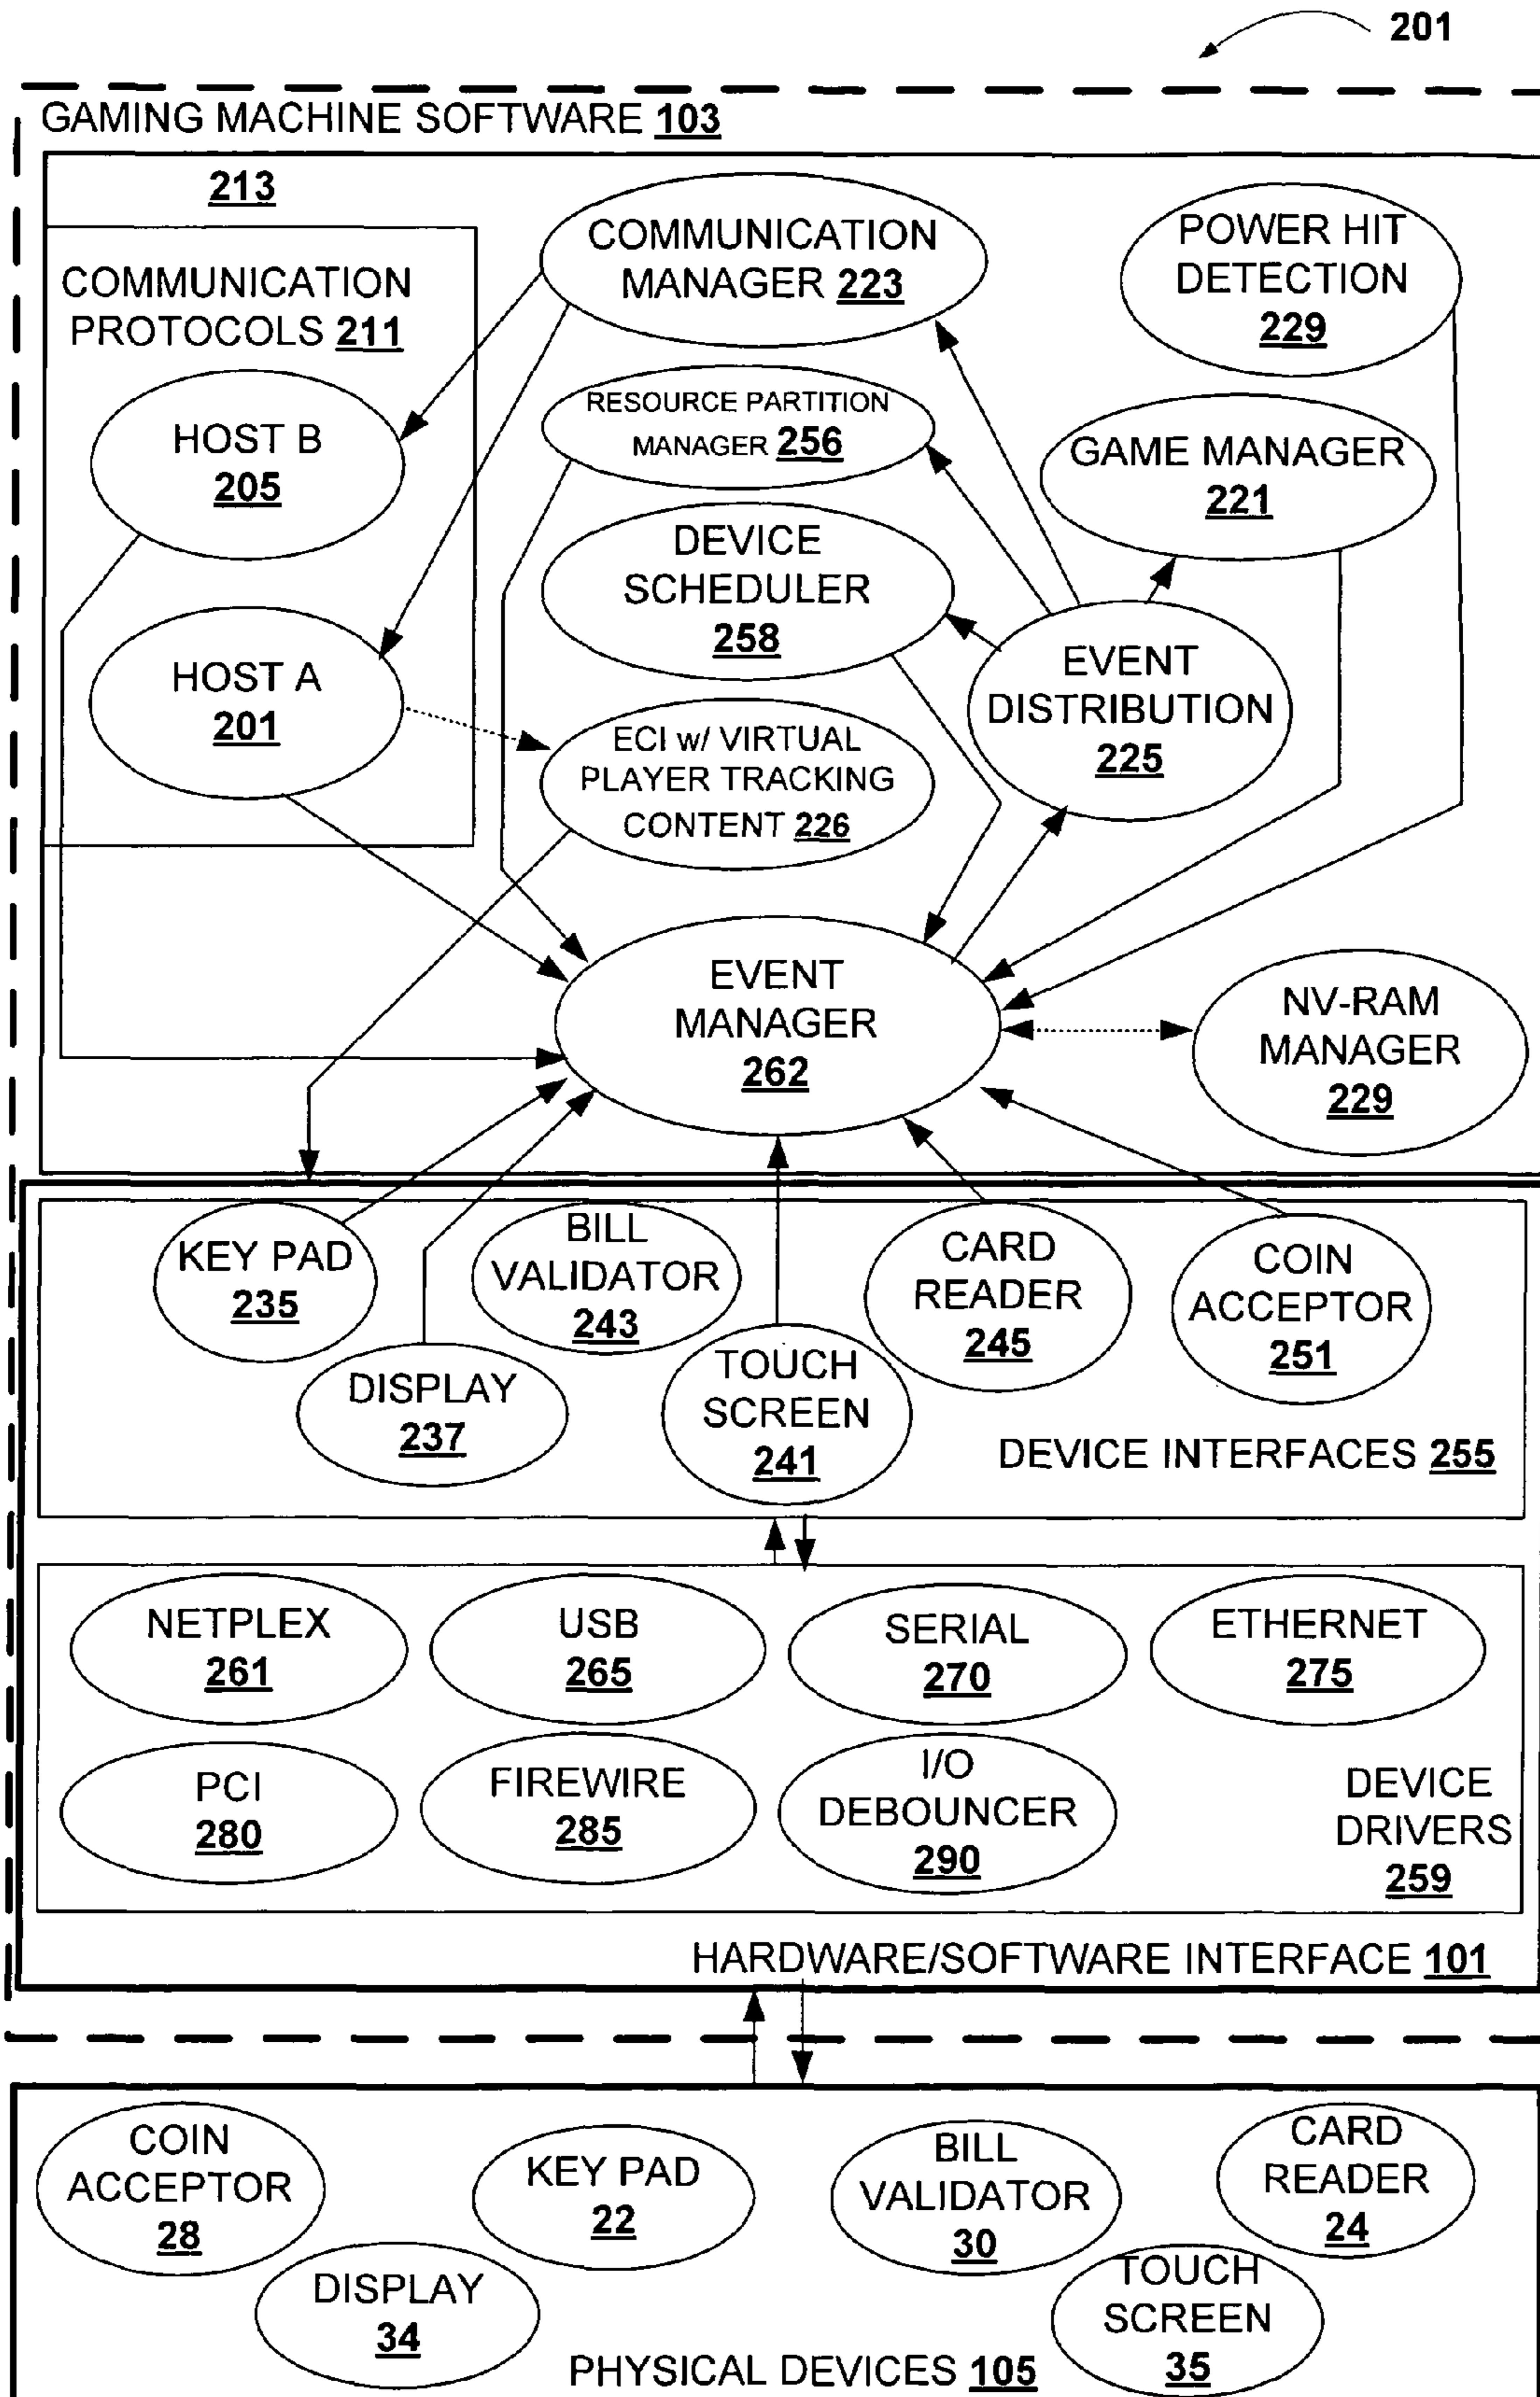 201
GAMING MACHINE SOFTWARE 103
213
COMMUNICATION
PROTOCOLS 211
HOST B
205
HOST A
201
COMMUNICATION
MANAGER 223
RESOURCE PARTITION
MANAGER 256
DEVICE
SCHEDULER
258
ECI w/ VIRTUAL
PLAYER TRACKING
CONTENT 226
POWER HIT
DETECTION
229
GAME MANAGER
221
EVENT
DISTRIBUTION
225
EVENT
MANAGER
262
NV-RAM
MANAGER
229
KEY PAD
235
DISPLAY
237
BILL
VALIDATOR
243
TOUCH
SCREEN
241
CARD
READER
245
COIN
ACCEPTOR
251
DEVICE INTERFACES 255
NETPLEX
261
USB
265
SERIAL
270
ETHERNET
275
PCI
280
FIREWIRE
285
I/O
DEBOUNCER
290
DEVICE
DRIVERS
259
HARDWARE/SOFTWARE INTERFACE 101
COIN
ACCEPTOR
28
DISPLAY
34
KEY PAD
22
BILL
VALIDATOR
30
CARD
READER
24
TOUCH
SCREEN
35
PHYSICAL DEVICES 105